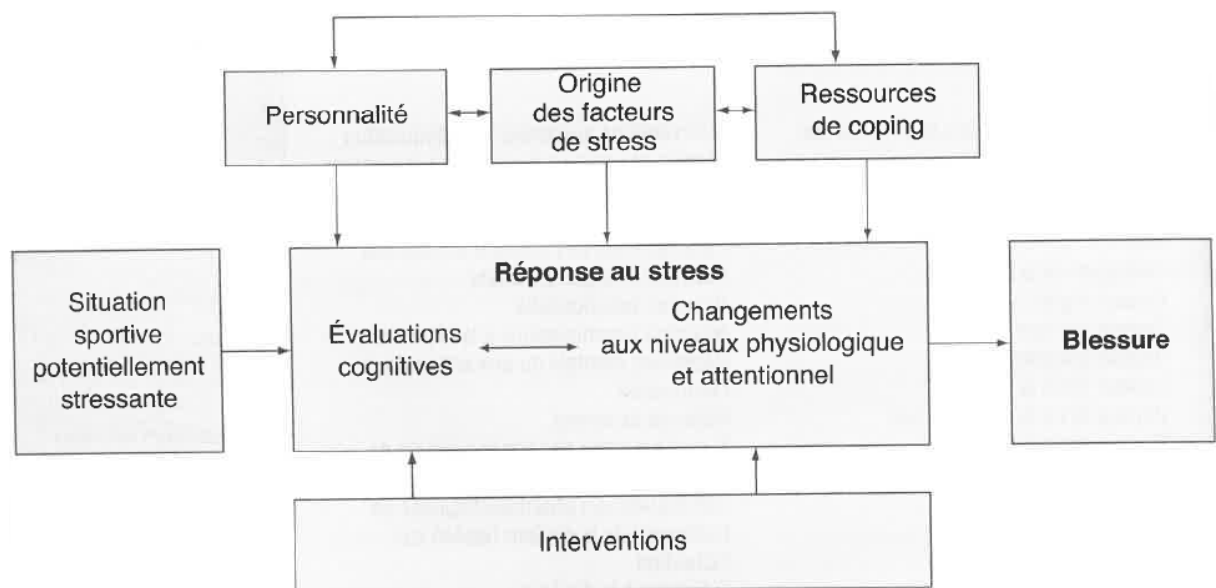 Personnalité
Origine
des facteurs
de stress
Ressources
de coping
Situation
sportive
potentiellement
stressante
Réponse au stress
Évaluations
cognitives
Changements
aux niveaux physiologique
et attentionnel
Blessure
Interventions